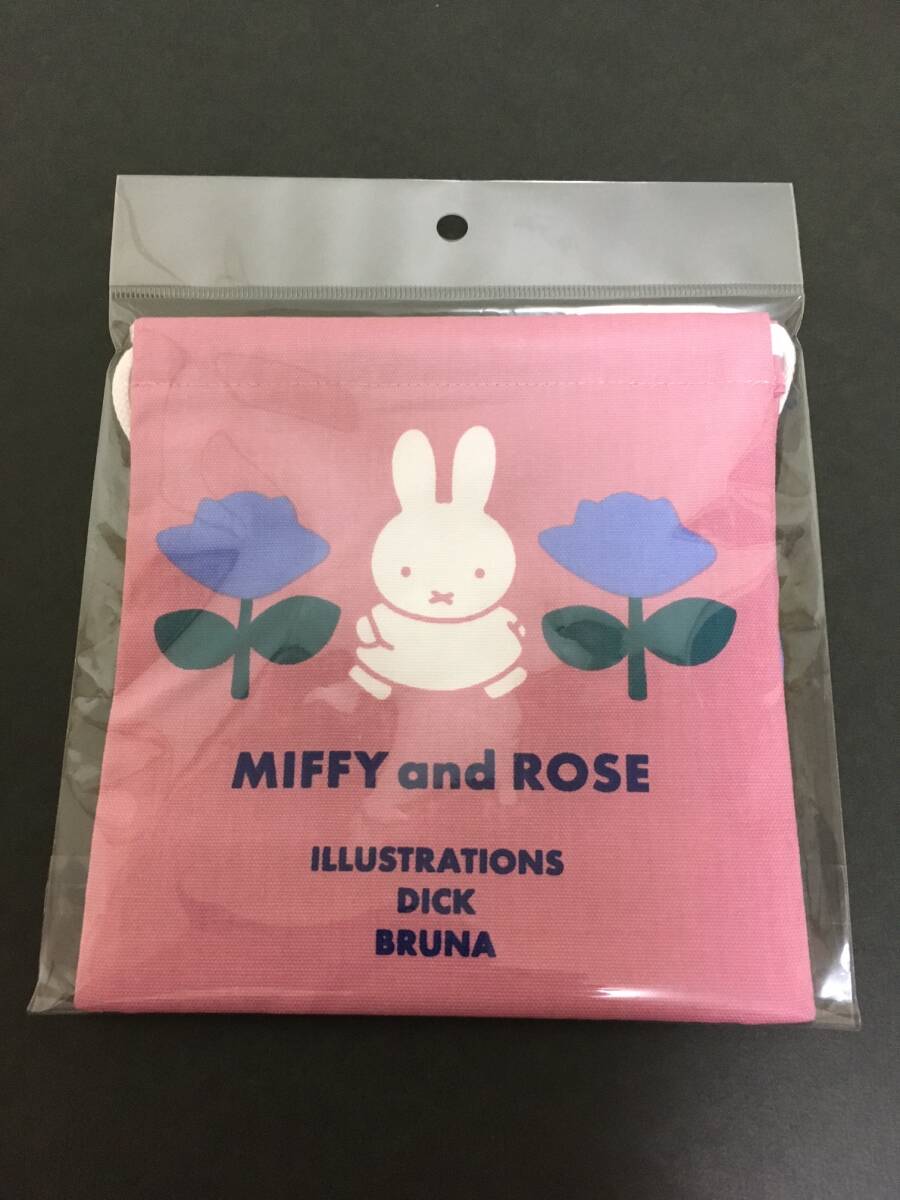 MIFFY and ROSE
ILLUSTRATIONS
DICK
BRUNA